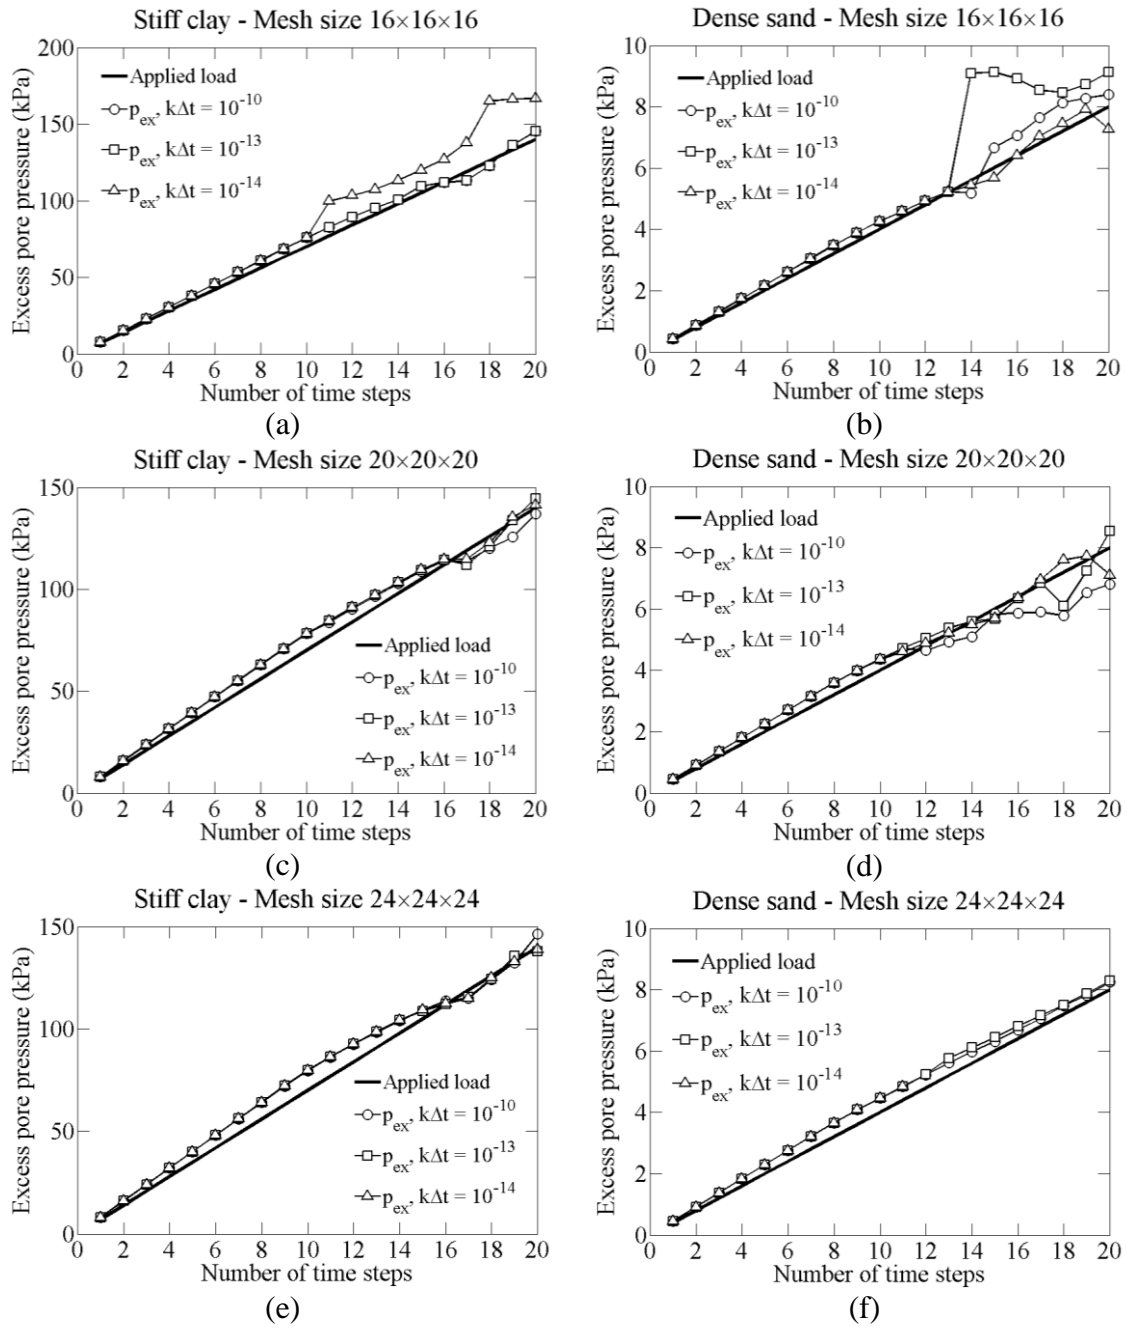 Stiff clay - Mesh size 16×16×16
Excess pore pressure (kPa)
200
150
100
50
0
Applied load
p_ex, kΔt = 10^-10
p_ex, kΔt = 10^-13
p_ex, kΔt = 10^-14
0 2 4 6 8 10 12 14 16 18 20
Number of time steps
(a)
Dense sand - Mesh size 16×16×16
Excess pore pressure (kPa)
10
8
6
4
2
0
Applied load
p_ex, kΔt = 10^-10
p_ex, kΔt = 10^-13
p_ex, kΔt = 10^-14
0 2 4 6 8 10 12 14 16 18 20
Number of time steps
(b)
Stiff clay - Mesh size 20×20×20
Excess pore pressure (kPa)
150
100
50
0
Applied load
p_ex, kΔt = 10^-10
p_ex, kΔt = 10^-13
p_ex, kΔt = 10^-14
0 2 4 6 8 10 12 14 16 18 20
Number of time steps
(c)
Dense sand - Mesh size 20×20×20
Excess pore pressure (kPa)
10
8
6
4
2
0
Applied load
p_ex, kΔt = 10^-10
p_ex, kΔt = 10^-13
p_ex, kΔt = 10^-14
0 2 4 6 8 10 12 14 16 18 20
Number of time steps
(d)
Stiff clay - Mesh size 24×24×24
Excess pore pressure (kPa)
150
100
50
0
Applied load
p_ex, kΔt = 10^-10
p_ex, kΔt = 10^-13
p_ex, kΔt = 10^-14
0 2 4 6 8 10 12 14 16 18 20
Number of time steps
(e)
Dense sand - Mesh size 24×24×24
Excess pore pressure (kPa)
10
8
6
4
2
0
Applied load
p_ex, kΔt = 10^-10
p_ex, kΔt = 10^-13
p_ex, kΔt = 10^-14
0 2 4 6 8 10 12 14 16 18 20
Number of time steps
(f)